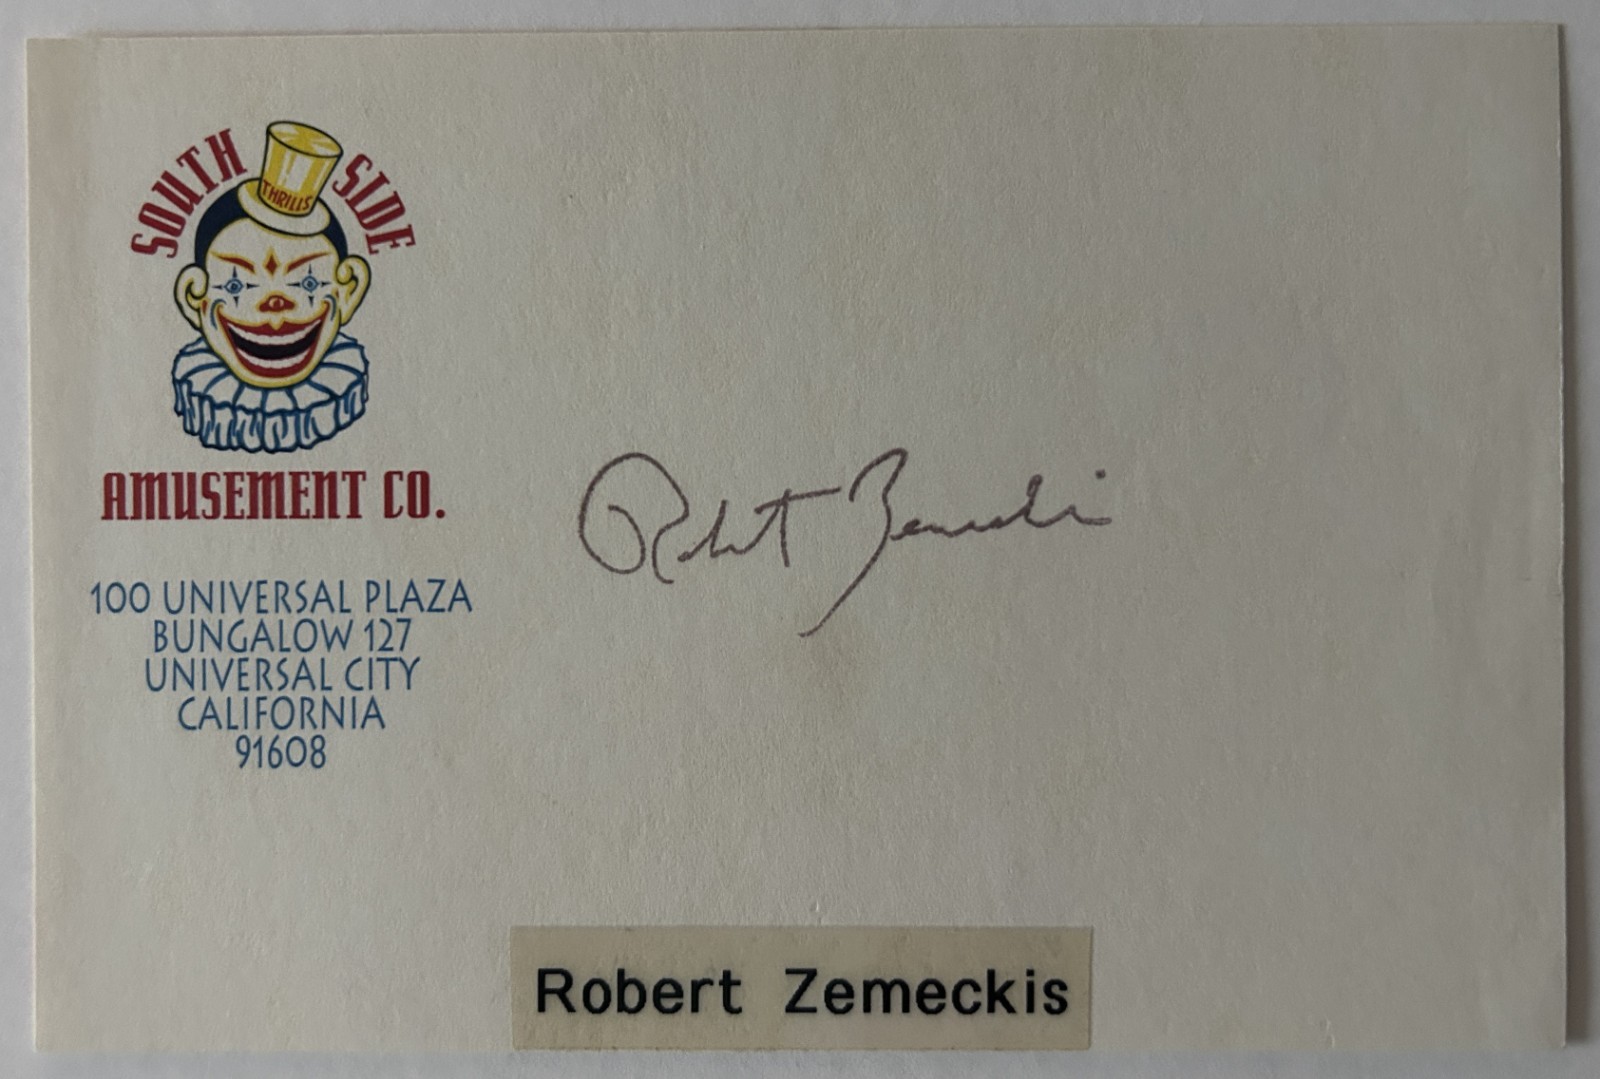 SOUTH SIDE
THRILLS
AMUSEMENT CO.
100 UNIVERSAL PLAZA
BUNGALOW 127
UNIVERSAL CITY
CALIFORNIA
91608
Robert Zemeckis
Robert Zemeckis